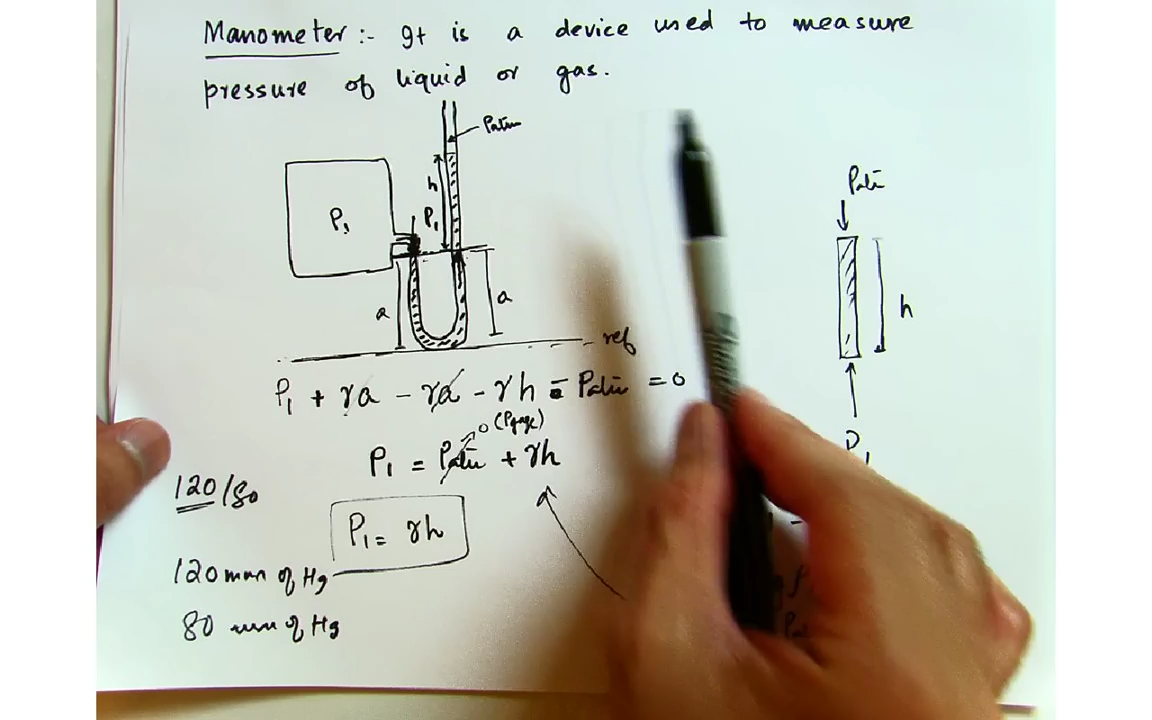 Manometer :- It is a device used to measure
pressure of liquid or gas.
Patm
h
P₁
P₁
a
a
ref
P₁ + γa - γa - γh - Patm = 0
0 (Pgage)
P₁ = Patm + γh
120/80
P₁ = γh
120 mm of Hg
80 mm of Hg
Patm
h
P₁